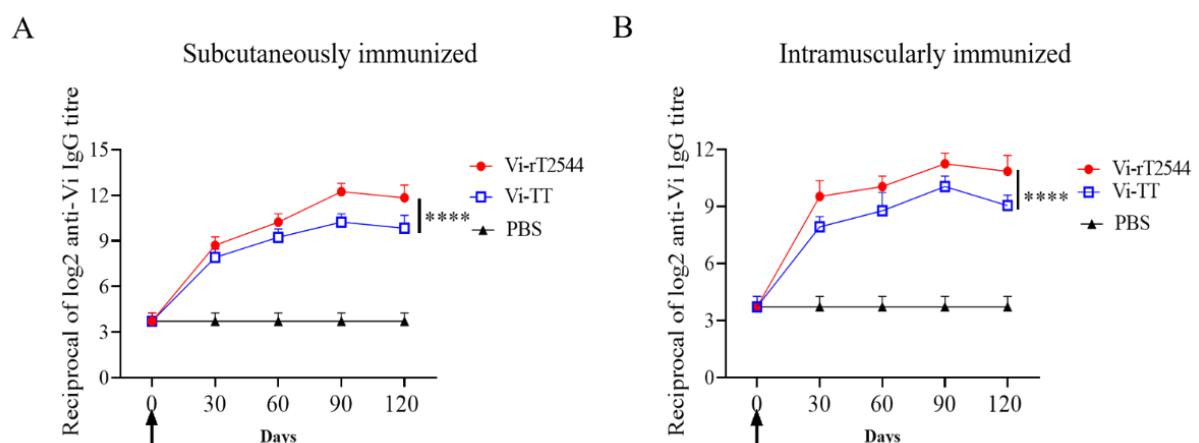 A
Subcutaneously immunized
Reciprocal of log2 anti-Vi IgG titre
15
12
9
6
3
0
0
30
60
90
120
Days
Vi-rT2544
Vi-TT
PBS
****
B
Intramuscularly immunized
Reciprocal of log2 anti-Vi IgG titre
12
9
6
3
0
0
30
60
90
120
Days
Vi-rT2544
Vi-TT
PBS
****